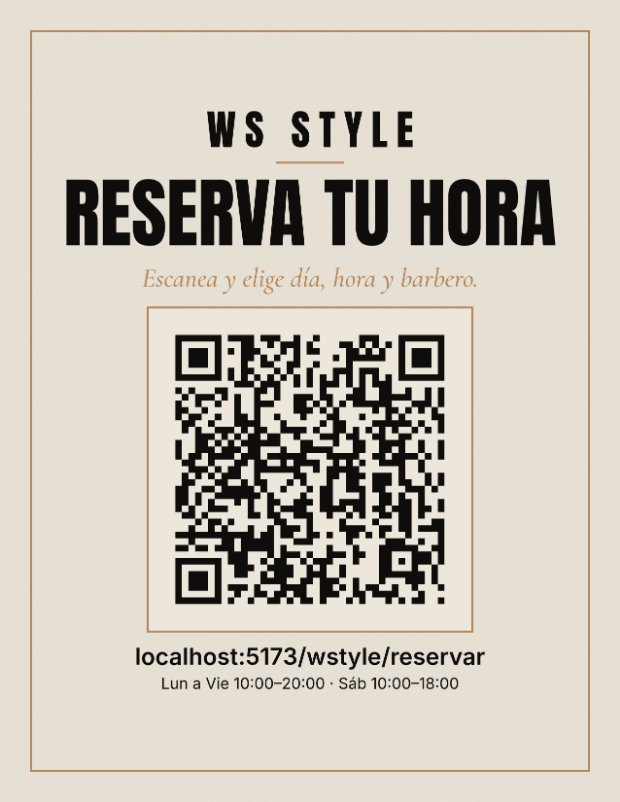 WS STYLE
RESERVA TU HORA
Escanea y elige día, hora y barbero.
localhost:5173/wstyle/reservar
Lun a Vie 10:00–20:00 · Sáb 10:00–18:00